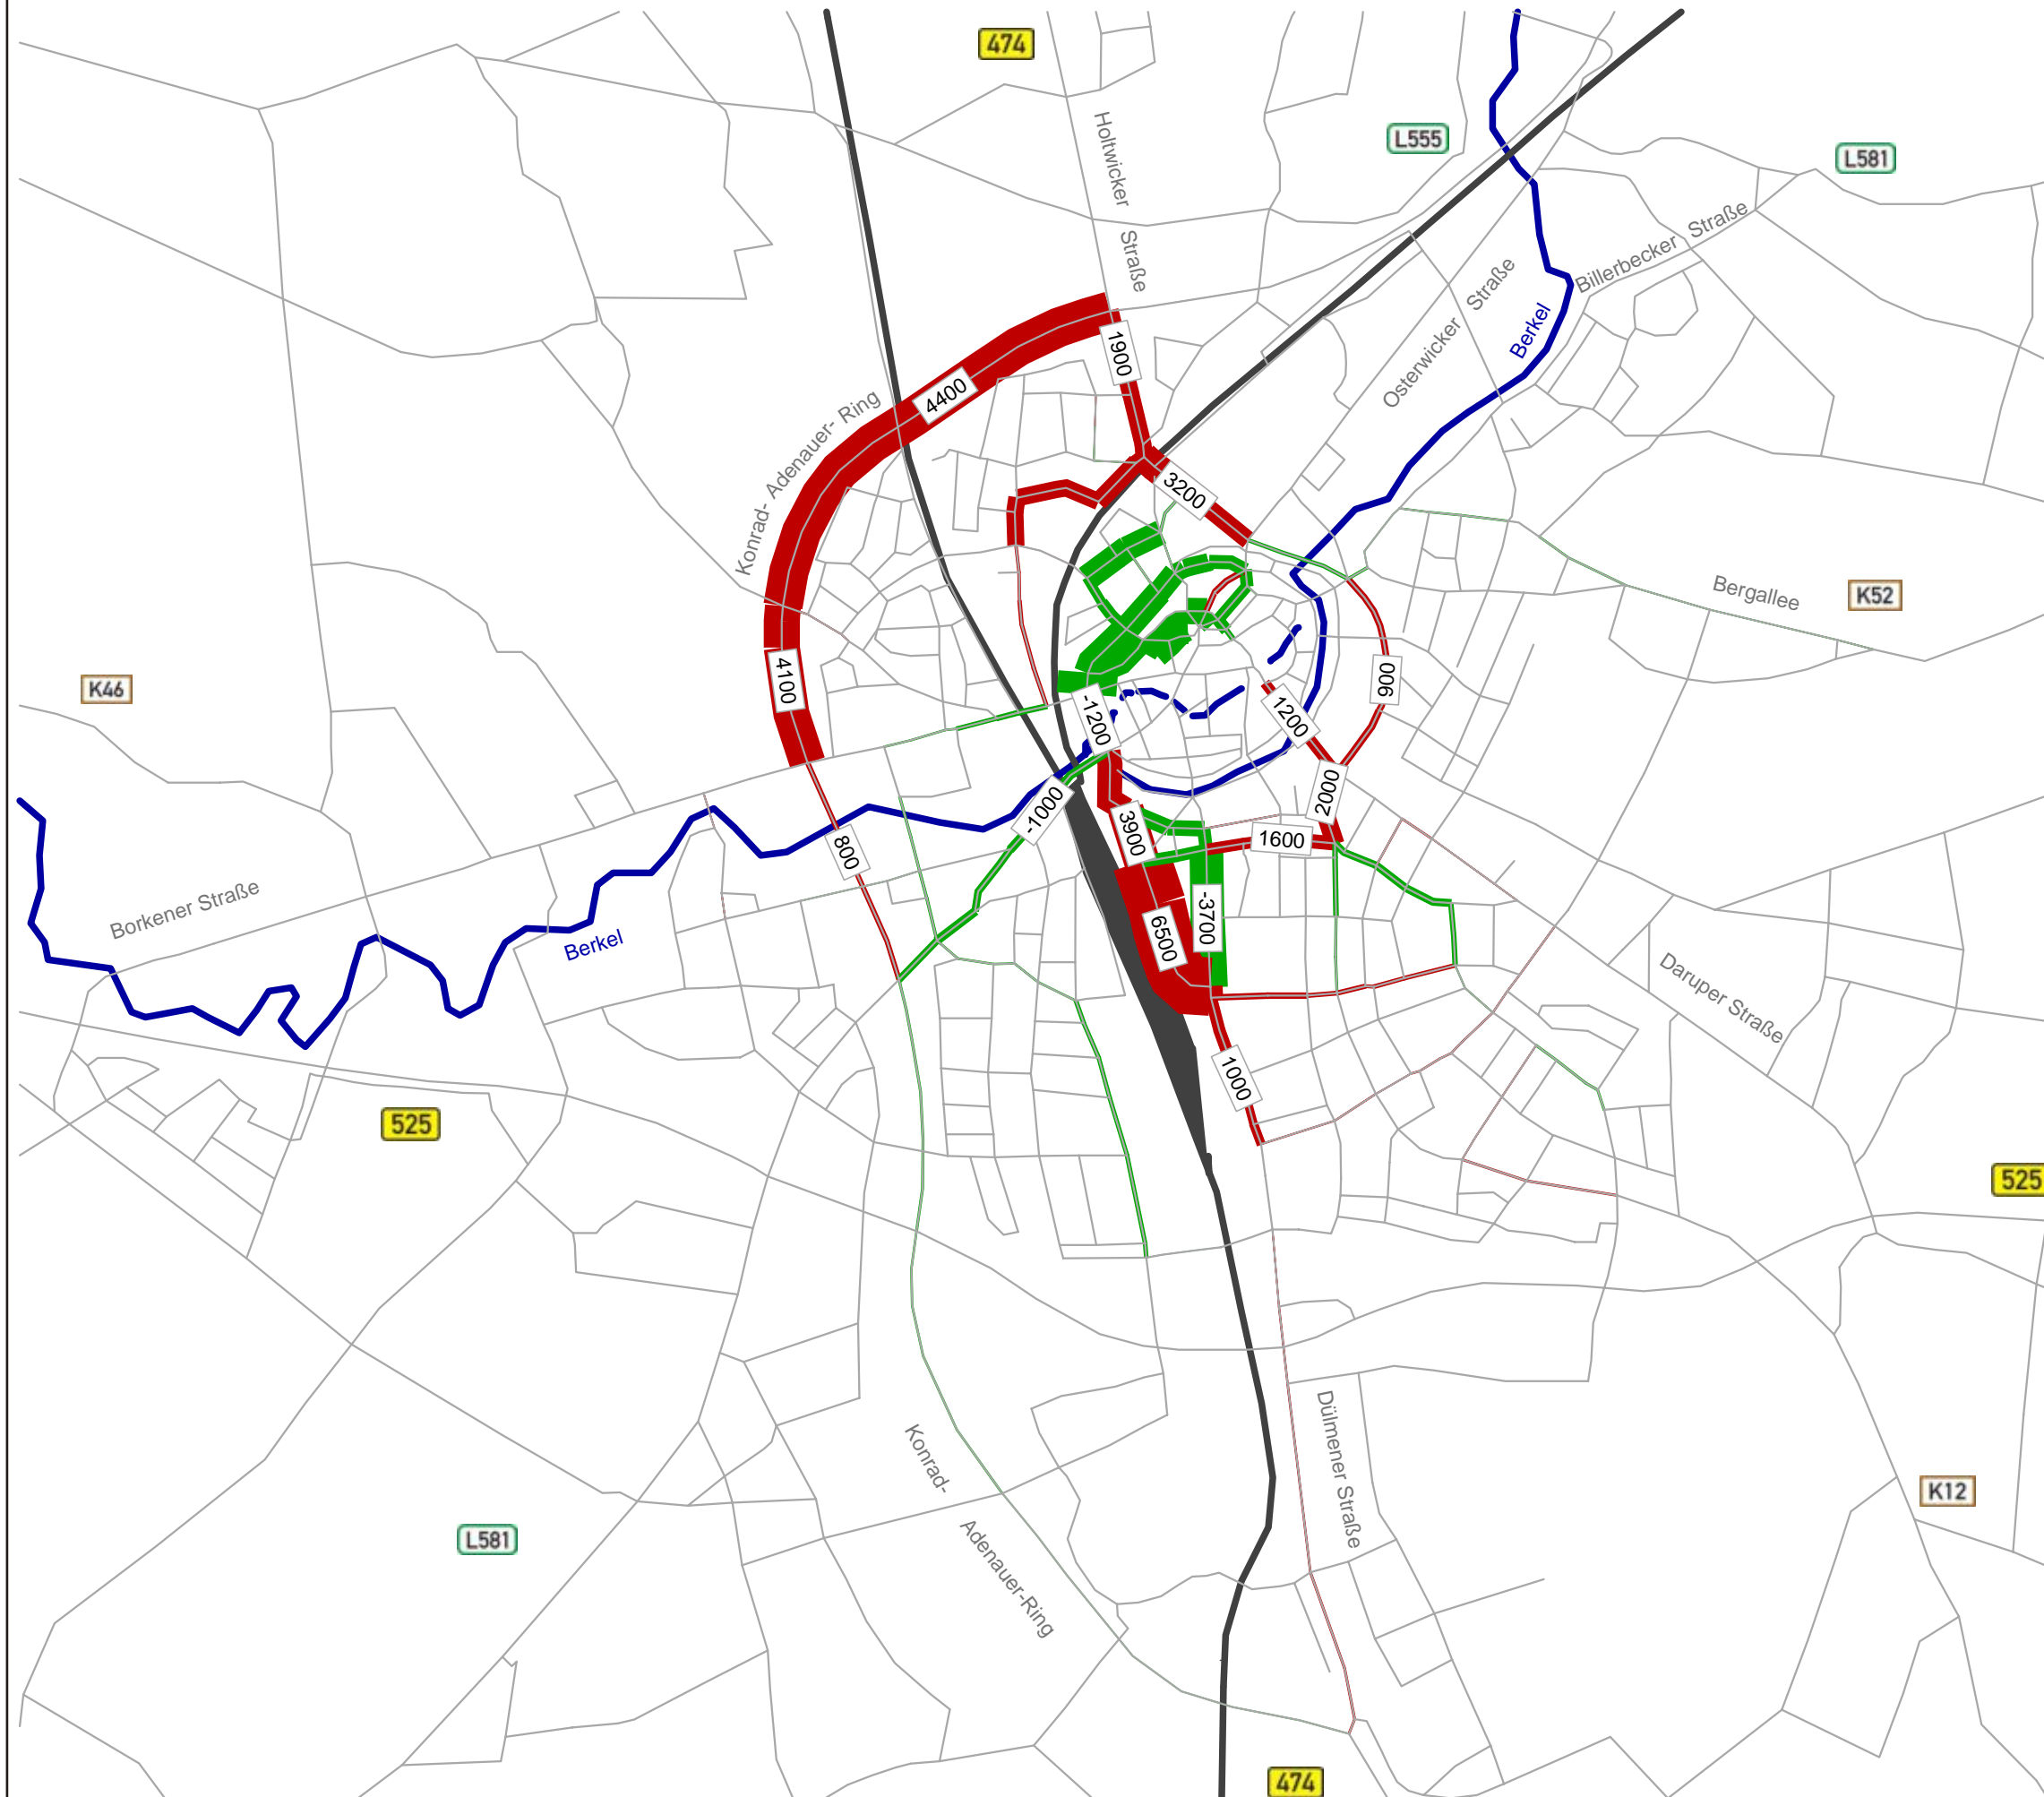 474
L555
L581
Holtwicker Straße
Billerbecker Straße
Osterwicker Straße
Berkel
1900
4400
Konrad- Adenauer- Ring
3200
Bergallee
K52
K46
4100
900
-1200
1200
2000
-1000
3900
1600
800
Borkener Straße
Berkel
-3700
6500
Daruper Straße
1000
525
525
Dülmener Straße
Konrad-
Adenauer-Ring
K12
L581
474